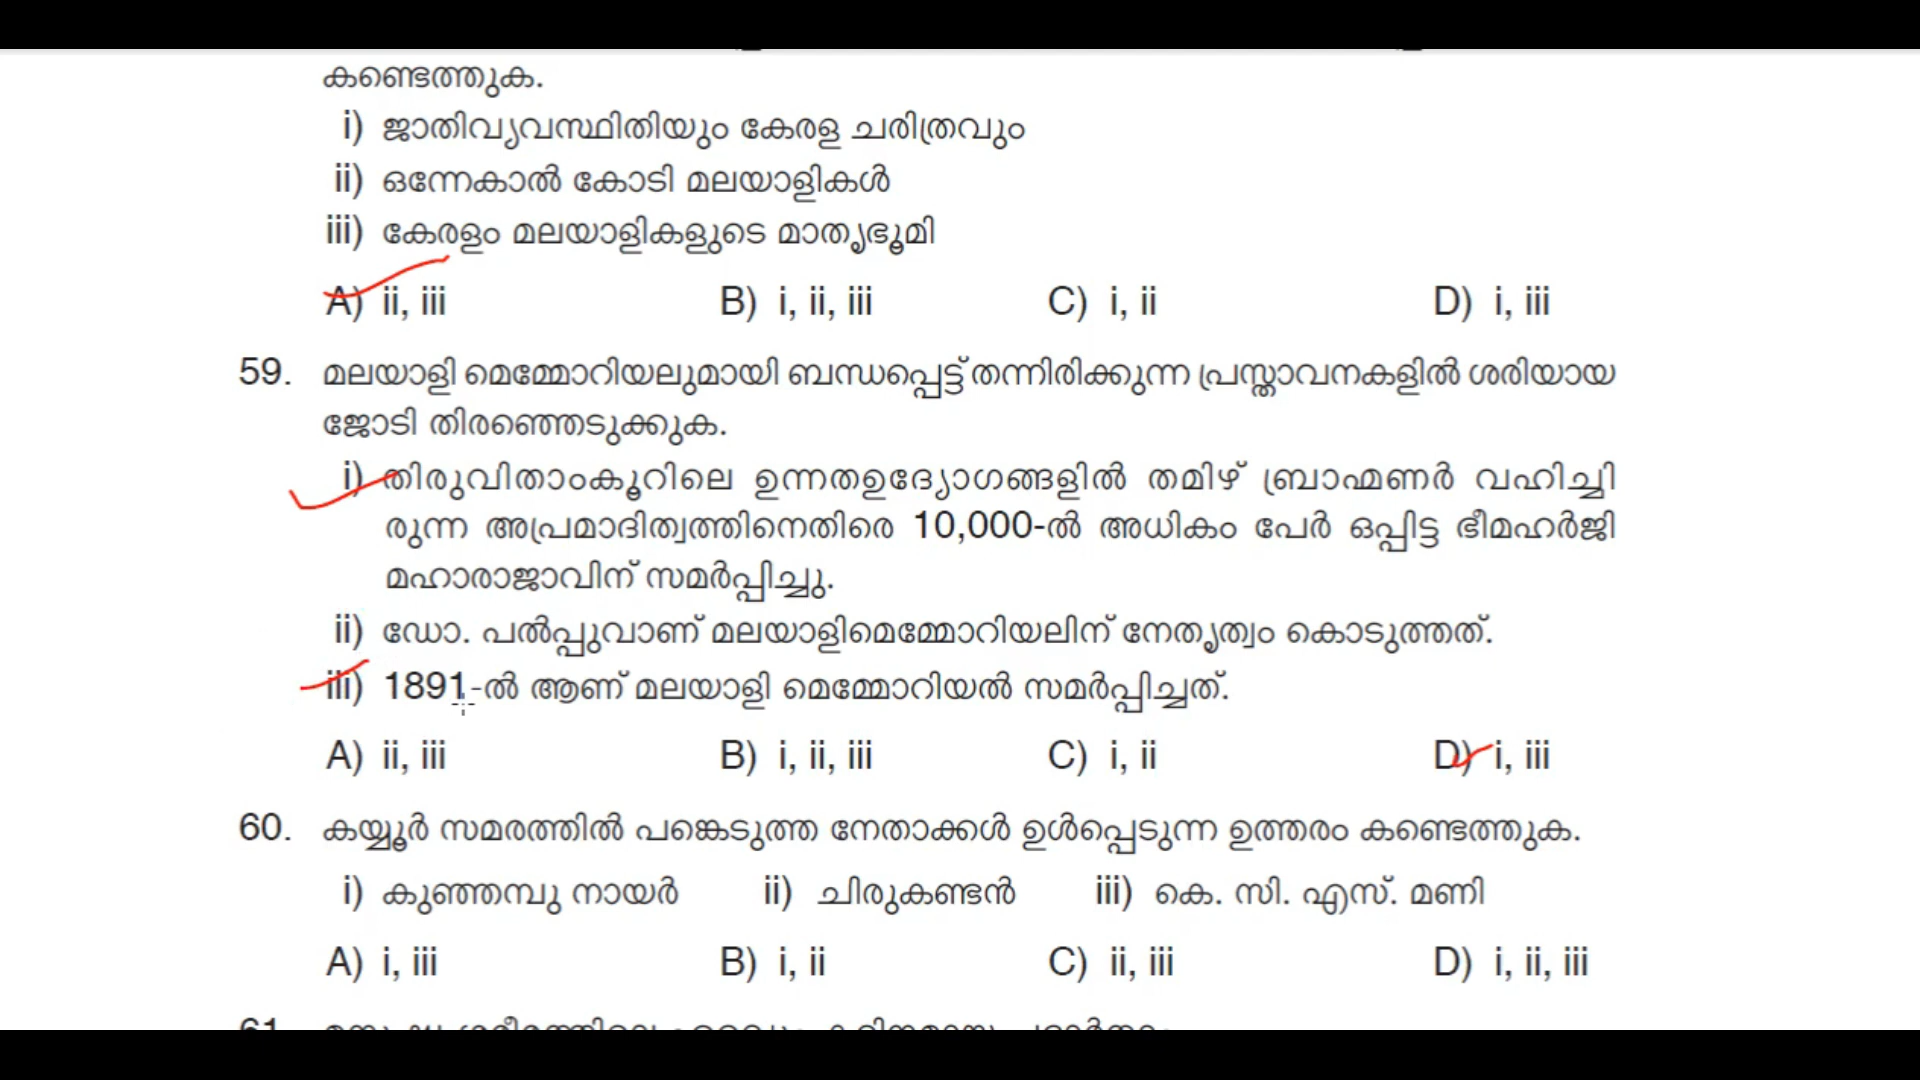 കണ്ടെത്തുക.
i) ജാതിവ്യവസ്ഥിതിയും കേരള ചരിത്രവും
ii) ഒന്നേകാൽ കോടി മലയാളികൾ
iii) കേരളം മലയാളികളുടെ മാതൃഭൂമി
A) ii, iii B) i, ii, iii C) i, ii D) i, iii
59. മലയാളി മെമ്മോറിയലുമായി ബന്ധപ്പെട്ട് തന്നിരിക്കുന്ന പ്രസ്താവനകളിൽ ശരിയായ
ജോടി തിരഞ്ഞെടുക്കുക.
i) തിരുവിതാംകൂറിലെ ഉന്നതഉദ്യോഗങ്ങളിൽ തമിഴ് ബ്രാഹ്മണർ വഹിച്ചി
രുന്ന അപ്രമാദിത്വത്തിനെതിരെ 10,000-ൽ അധികം പേർ ഒപ്പിട്ട ഭീമഹർജി
മഹാരാജാവിന് സമർപ്പിച്ചു.
ii) ഡോ. പൽപ്പുവാണ് മലയാളിമെമ്മോറിയലിന് നേതൃത്വം കൊടുത്തത്.
iii) 1891-ൽ ആണ് മലയാളി മെമ്മോറിയൽ സമർപ്പിച്ചത്.
A) ii, iii B) i, ii, iii C) i, ii D) i, iii
60. കയ്യൂർ സമരത്തിൽ പങ്കെടുത്ത നേതാക്കൾ ഉൾപ്പെടുന്ന ഉത്തരം കണ്ടെത്തുക.
i) കുഞ്ഞമ്പു നായർ ii) ചിരുകണ്ടൻ iii) കെ. സി. എസ്. മണി
A) i, iii B) i, ii C) ii, iii D) i, ii, iii